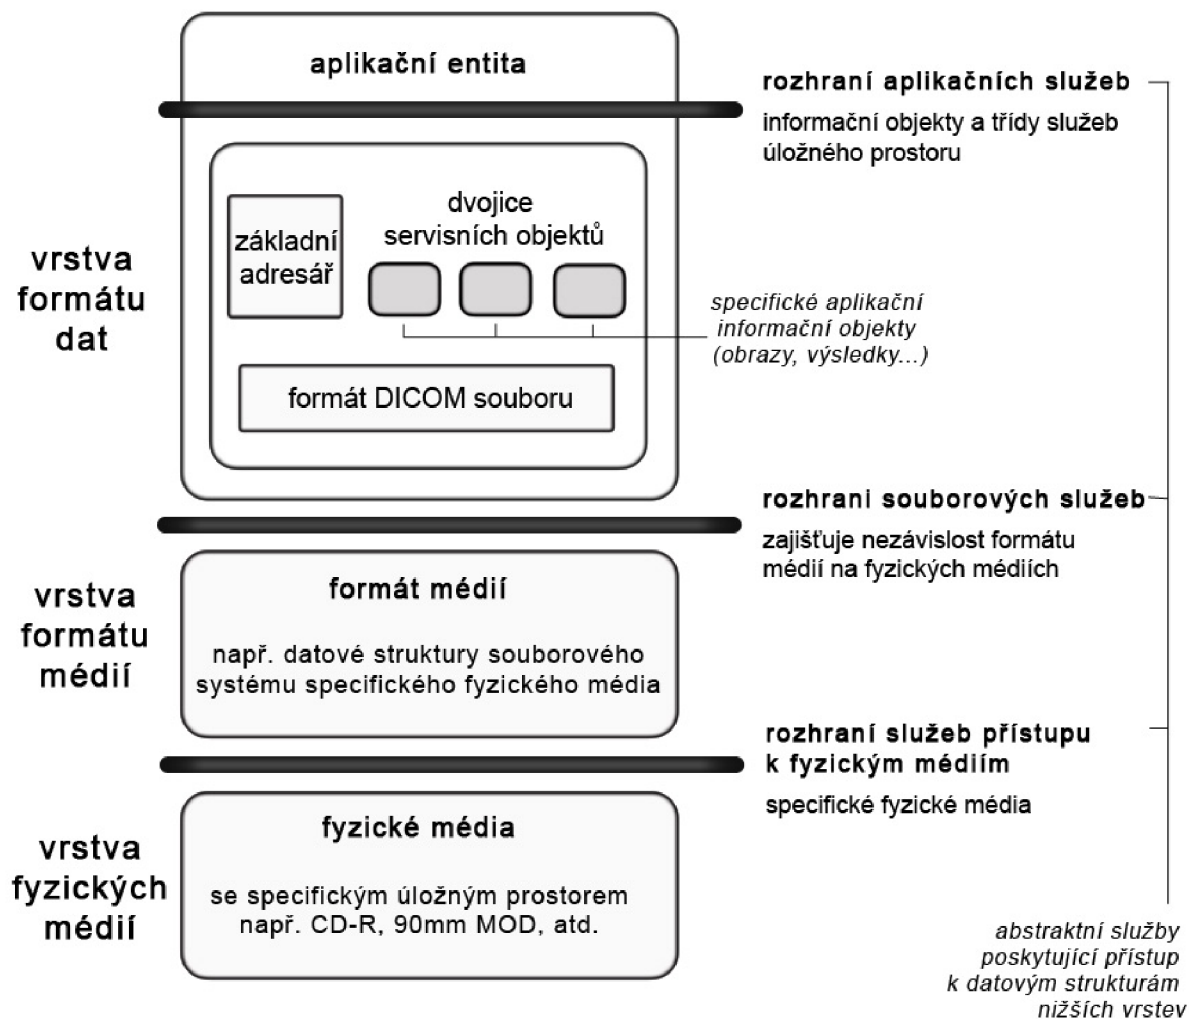 aplikační entita
rozhraní aplikačních služeb
informační objekty a třídy služeb
úložného prostoru
vrstva
formátu
dat
základní
adresář
dvojice
servisních objektů
specifické aplikační
informační objekty
(obrazy, výsledky...)
formát DICOM souboru
rozhrani souborových služeb
zajišťuje nezávislost formátu
médií na fyzických médiích
vrstva
formátu
médií
formát médií
např. datové struktury souborového
systému specifického fyzického média
rozhraní služeb přístupu
k fyzickým médiím
specifické fyzické média
vrstva
fyzických
médií
fyzické média
se specifickým úložným prostorem
např. CD-R, 90mm MOD, atd.
abstraktní služby
poskytující přístup
k datovým strukturám
nižších vrstev